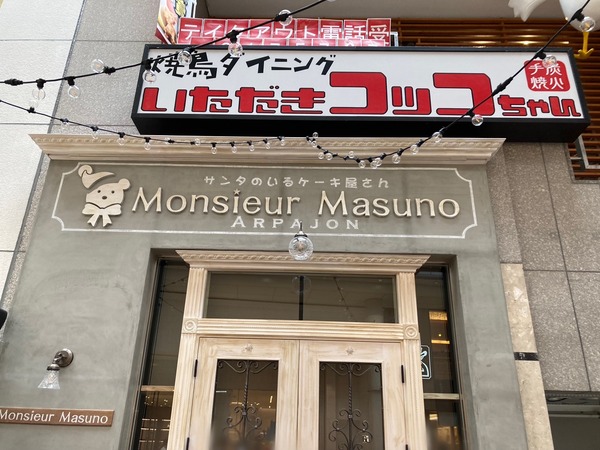 テイクアウト電話受
焼鳥ダイニング
いただきコッコちゃん
手炭
焼火
サンタのいるケーキ屋さん
Monsieur Masuno
ARPAJON
Monsieur Masuno